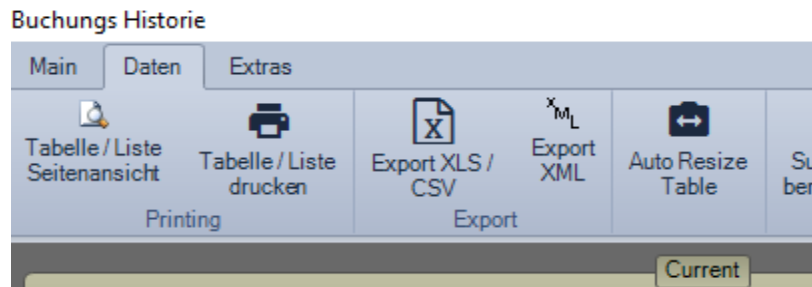 Buchungs Historie
Main Daten Extras
Tabelle / Liste
Seitenansicht
Tabelle / Liste
drucken
Printing
Export XLS /
CSV
XML
Export
XML
Export
Auto Resize
Table
Current